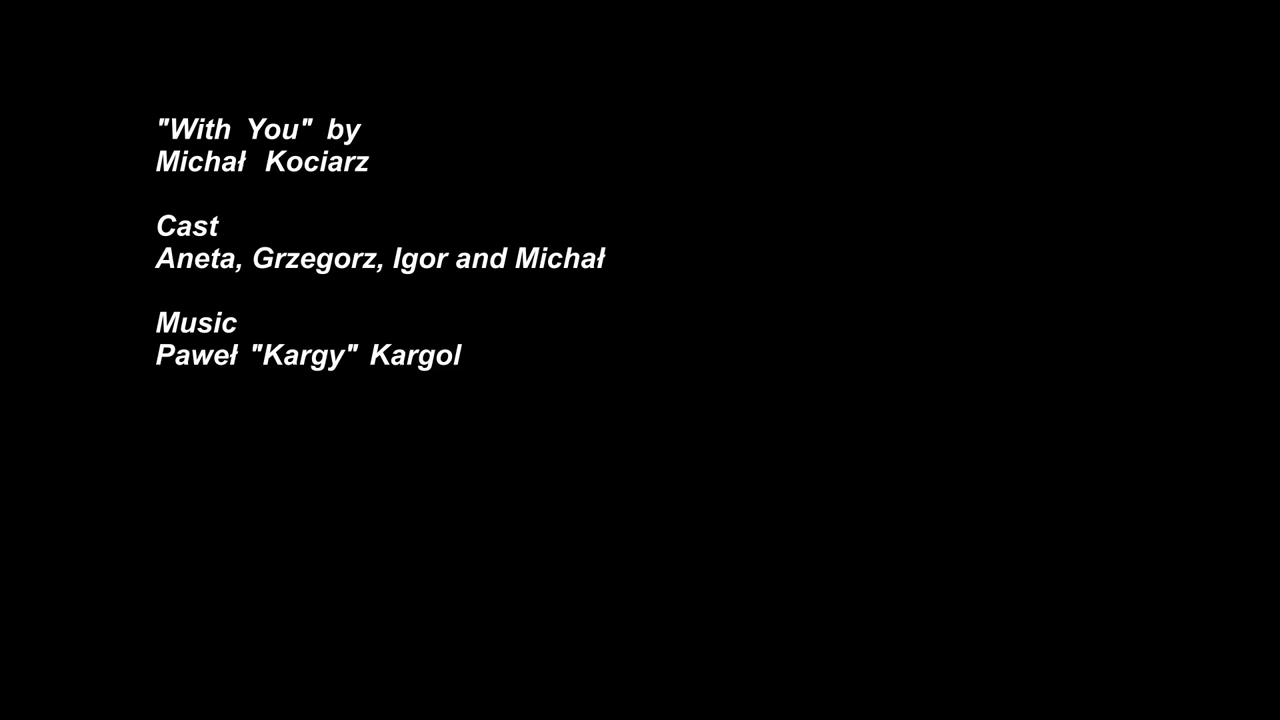 "With You" by
Michał Kociarz
Cast
Aneta, Grzegorz, Igor and Michał
Music
Paweł "Kargy" Kargol